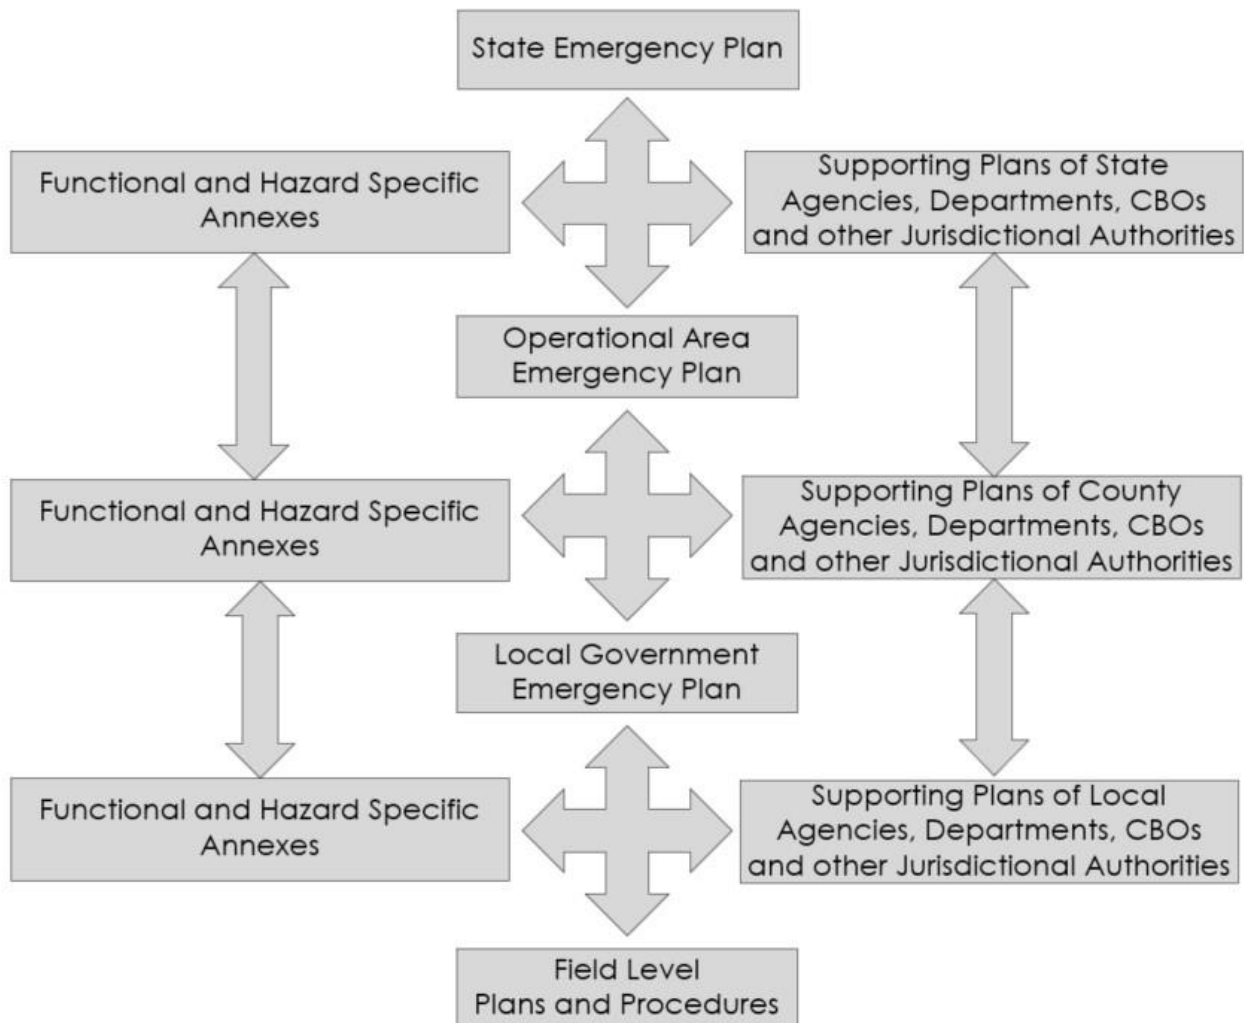 State Emergency Plan
Functional and Hazard Specific
Annexes
Supporting Plans of State
Agencies, Departments, CBOs
and other Jurisdictional Authorities
Operational Area
Emergency Plan
Functional and Hazard Specific
Annexes
Supporting Plans of County
Agencies, Departments, CBOs
and other Jurisdictional Authorities
Local Government
Emergency Plan
Functional and Hazard Specific
Annexes
Supporting Plans of Local
Agencies, Departments, CBOs
and other Jurisdictional Authorities
Field Level
Plans and Procedures